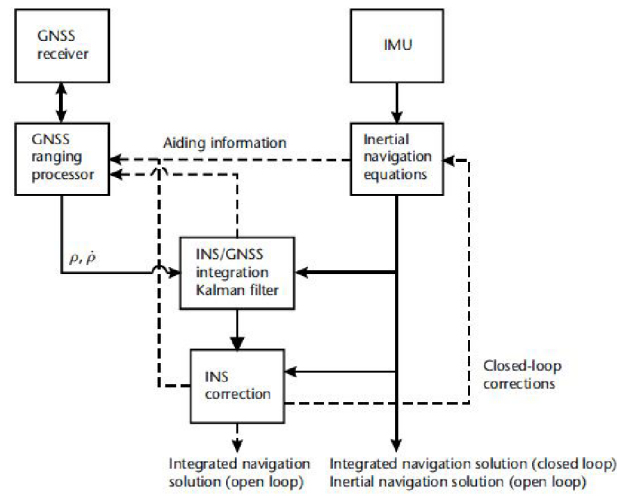 GNSS
receiver
IMU
GNSS
ranging
processor
Aiding information
Inertial
navigation
equations
ρ, ρ̇
INS/GNSS
integration
Kalman filter
INS
correction
Closed-loop
corrections
Integrated navigation
solution (open loop)
Integrated navigation solution (closed loop)
Inertial navigation solution (open loop)